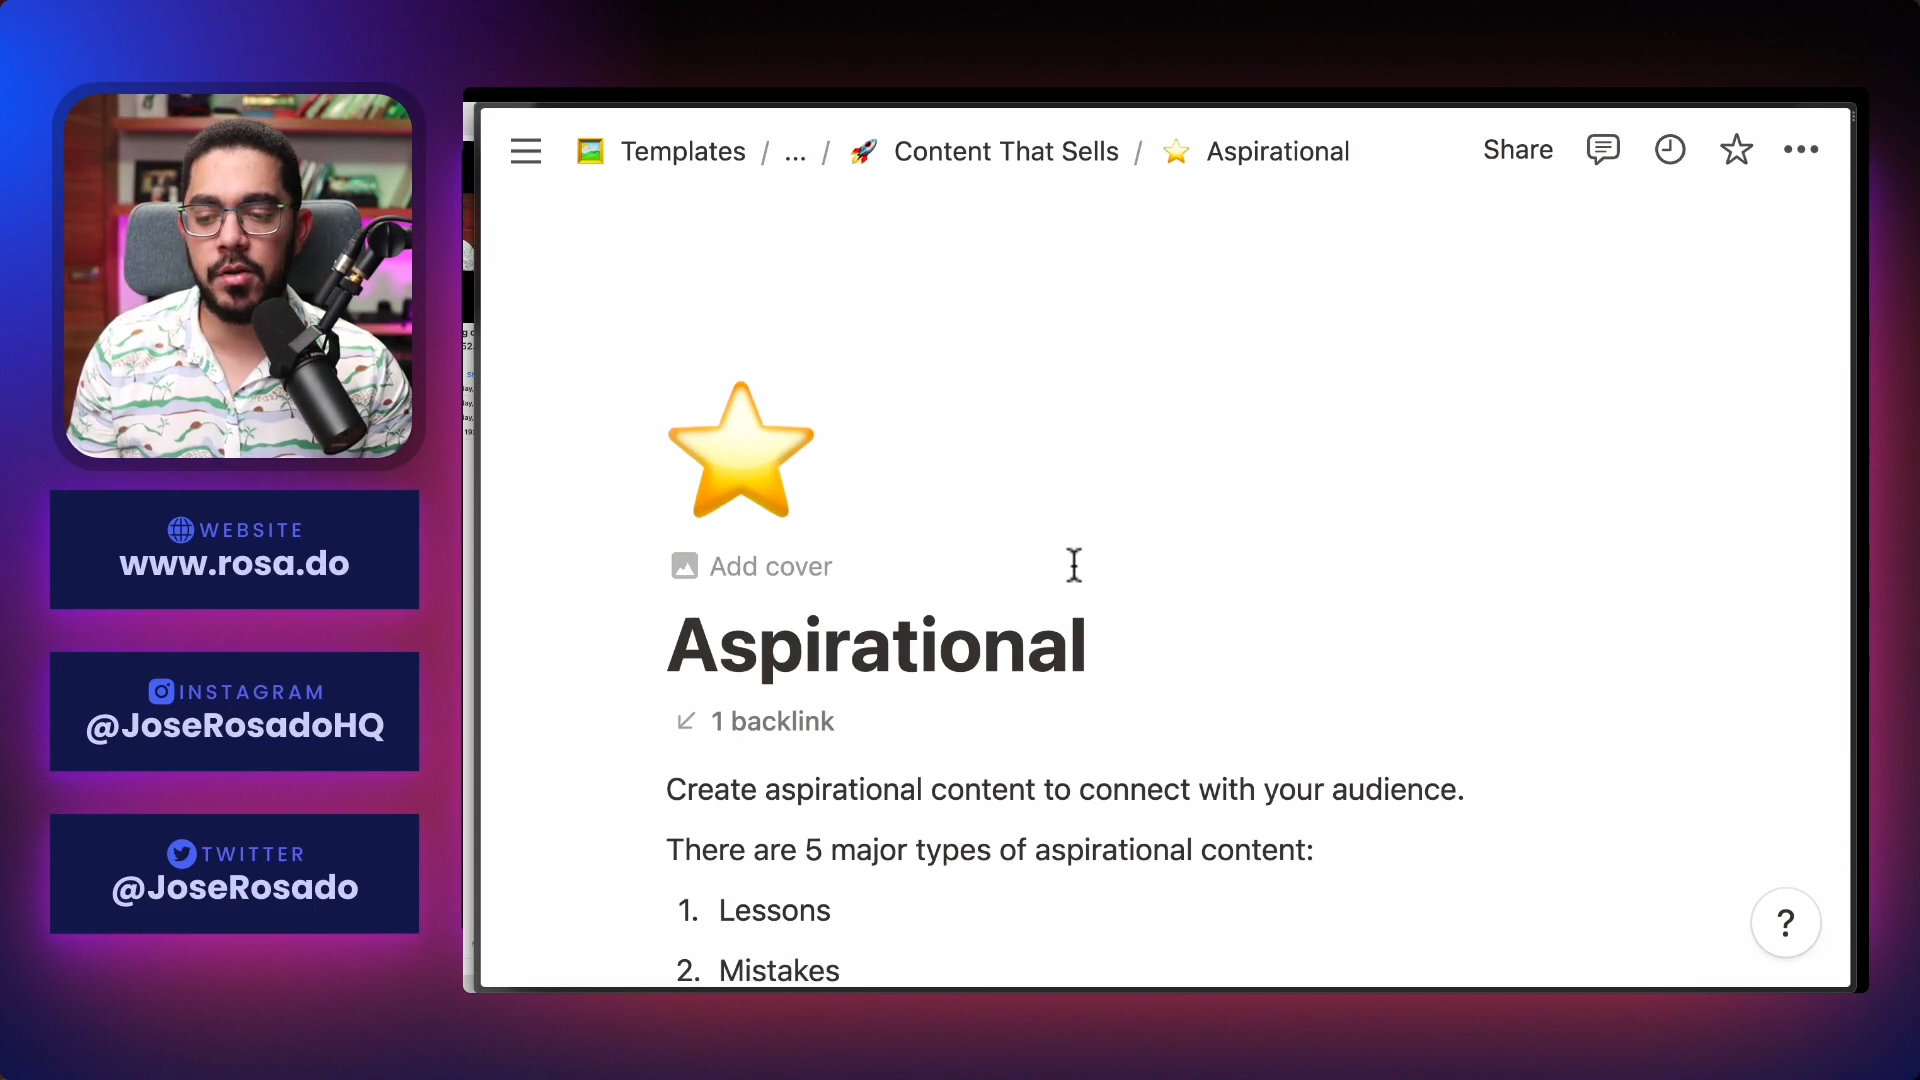 WEBSITE
www.rosa.do
INSTAGRAM
@JoseRosadoHQ
TWITTER
@JoseRosado
Templates / ... / Content That Sells / Aspirational
Share
Add cover
Aspirational
1 backlink
Create aspirational content to connect with your audience.
There are 5 major types of aspirational content:
1. Lessons
2. Mistakes
?